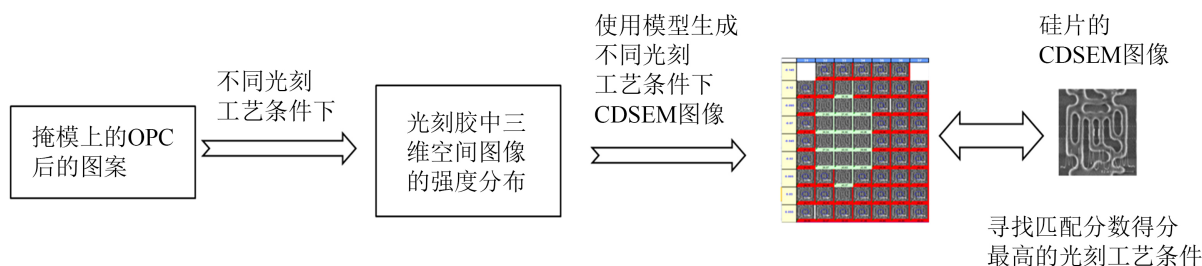 掩模上的OPC
后的图案
不同光刻
工艺条件下
光刻胶中三
维空间图像
的强度分布
使用模型生成
不同光刻
工艺条件下
CDSEM图像
硅片的
CDSEM图像
寻找匹配分数得分
最高的光刻工艺条件